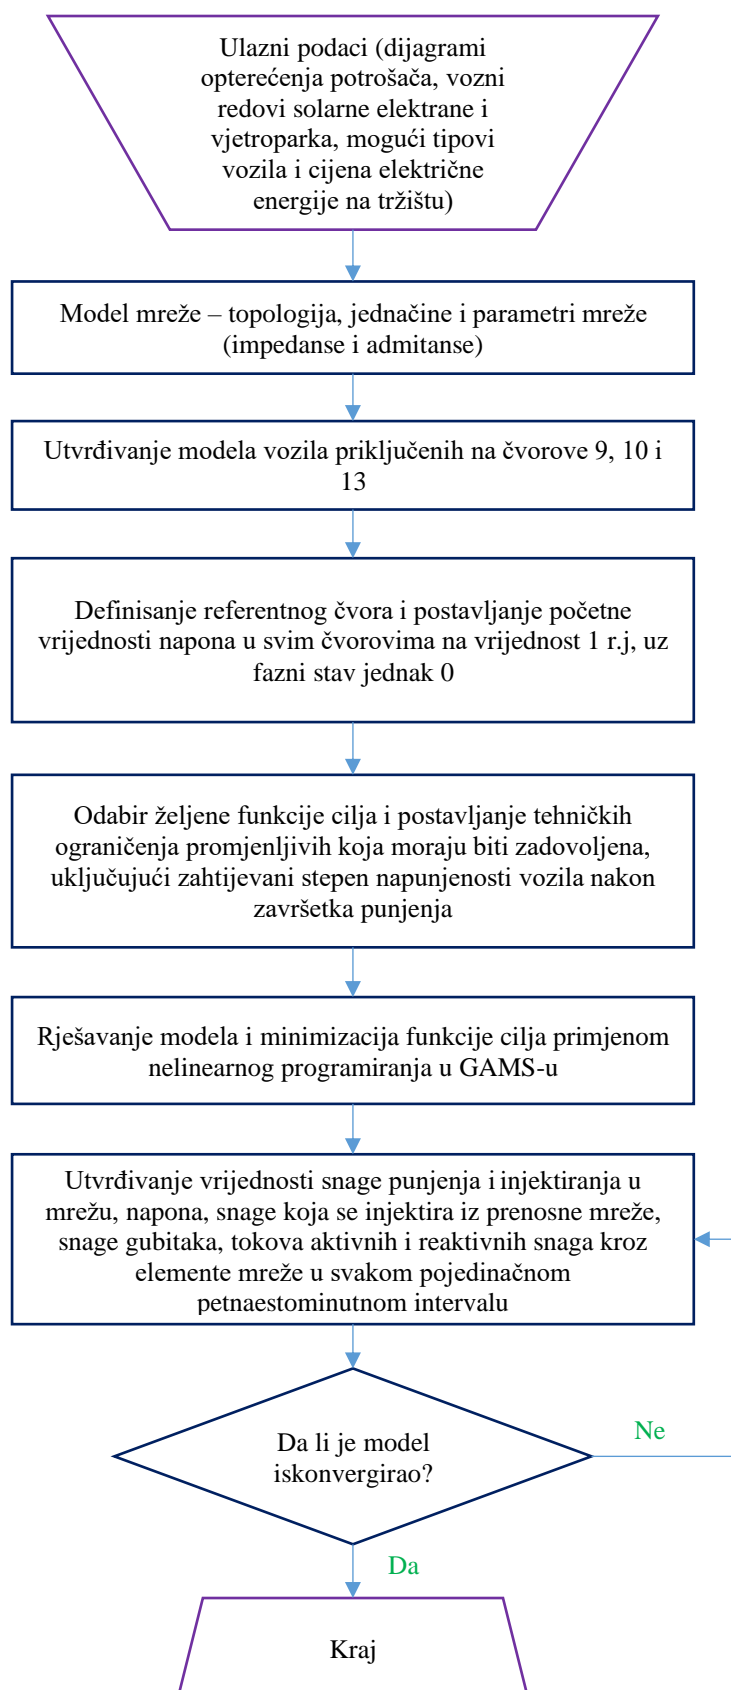 Ulazni podaci (dijagrami
opterećenja potrošača, vozni
redovi solarne elektrane i
vjetroparka, mogući tipovi
vozila i cijena električne
energije na tržištu)
Model mreže – topologija, jednačine i parametri mreže
(impedanse i admitanse)
Utvrđivanje modela vozila priključenih na čvorove 9, 10 i
13
Definisanje referentnog čvora i postavljanje početne
vrijednosti napona u svim čvorovima na vrijednost 1 r.j, uz
fazni stav jednak 0
Odabir željene funkcije cilja i postavljanje tehničkih
ograničenja promjenljivih koja moraju biti zadovoljena,
uključujući zahtijevani stepen napunjenosti vozila nakon
završetka punjenja
Rješavanje modela i minimizacija funkcije cilja primjenom
nelinearnog programiranja u GAMS-u
Utvrđivanje vrijednosti snage punjenja i injektiranja u
mrežu, napona, snage koja se injektira iz prenosne mreže,
snage gubitaka, tokova aktivnih i reaktivnih snaga kroz
elemente mreže u svakom pojedinačnom
petnaestominutnom intervalu
Da li je model
iskonvergirao?
Ne
Da
Kraj